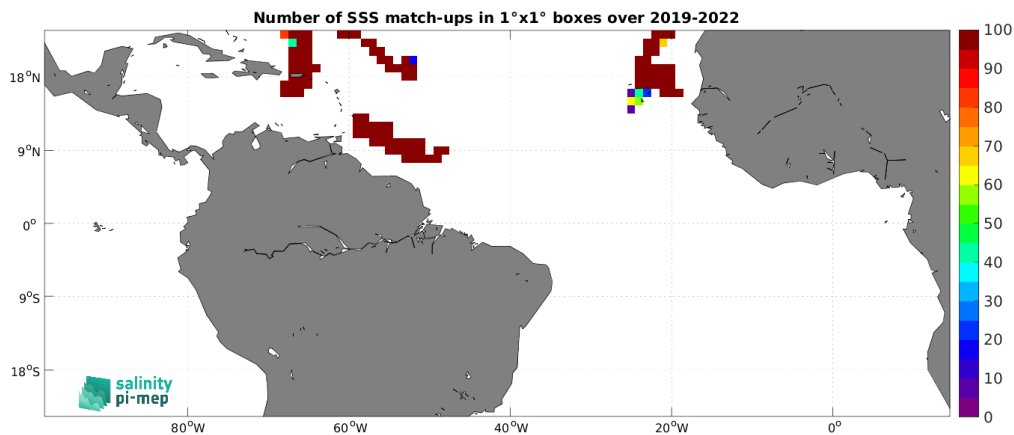 Number of SSS match-ups in 1°x1° boxes over 2019-2022
100
90
80
70
60
50
40
30
20
10
0
18°N
9°N
0°
9°S
18°S
80°W
60°W
40°W
20°W
0°
salinity
pi-mep